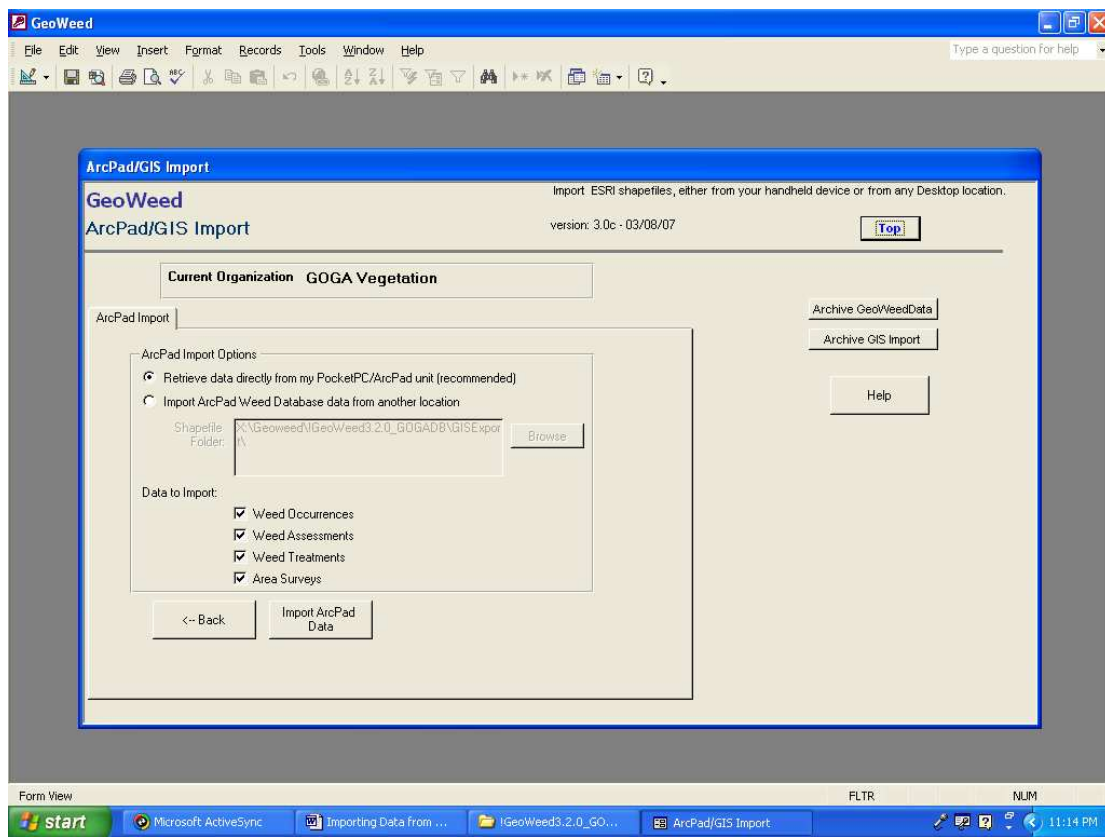 GeoWeed
File Edit View Insert Format Records Tools Window Help
Type a question for help
ArcPad/GIS Import
GeoWeed
Import ESRI shapefiles, either from your handheld device or from any Desktop location.
ArcPad/GIS Import
version: 3.0c - 03/08/07
Top
Current Organization GOGA Vegetation
ArcPad Import
Archive GeoWeedData
Archive GIS Import
Help
ArcPad Import Options
Retrieve data directly from my PocketPC/ArcPad unit (recommended)
Import ArcPad Weed Database data from another location
Shapefile Folder:
X:\Geoweed\!GeoWeed3.2.0_GOGADB\GISExpor
t\
Browse
Data to Import:
Weed Occurrences
Weed Assessments
Weed Treatments
Area Surveys
<-- Back
Import ArcPad
Data
Form View
FLTR
NUM
start
Microsoft ActiveSync
Importing Data from ...
!GeoWeed3.2.0_GO...
ArcPad/GIS Import
11:14 PM